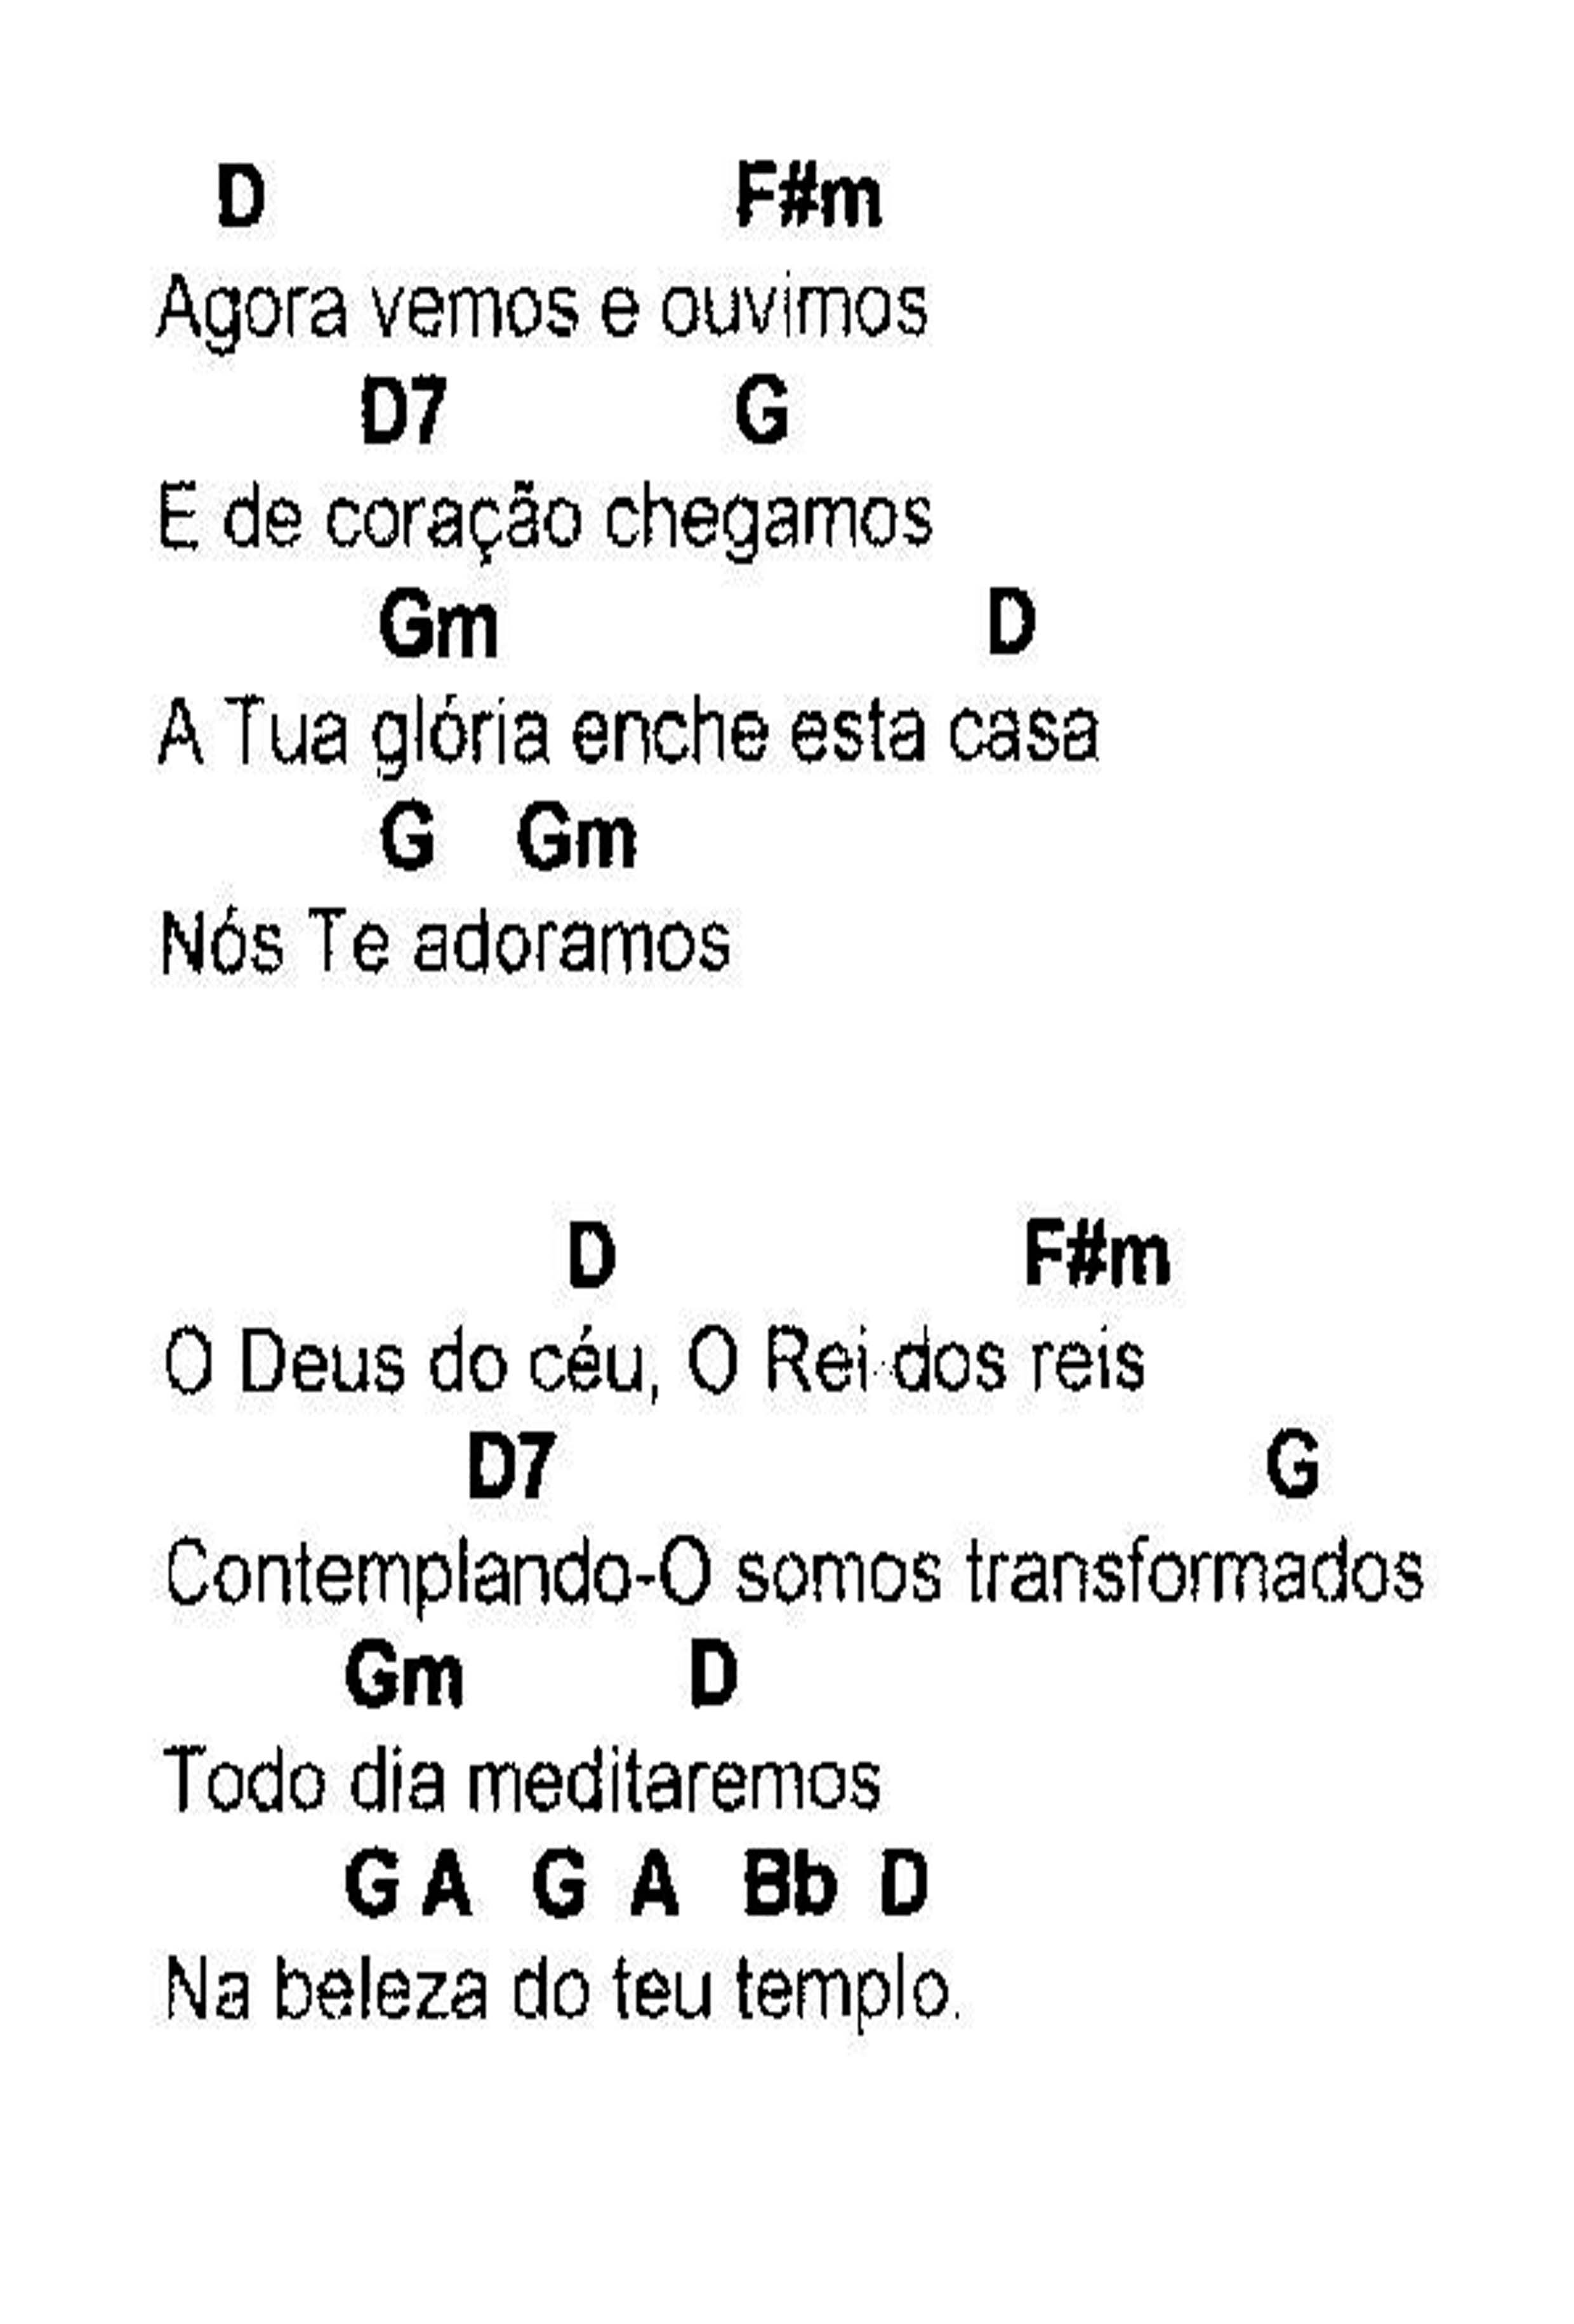 D F#m
Agora vemos e ouvimos
D7 G
E de coração chegamos
Gm D
A Tua glória enche esta casa
G Gm
Nós Te adoramos
D F#m
O Deus do céu, O Rei dos reis
D7 G
Contemplando-O somos transformados
Gm D
Todo dia meditaremos
G A G A Bb D
Na beleza do teu templo.